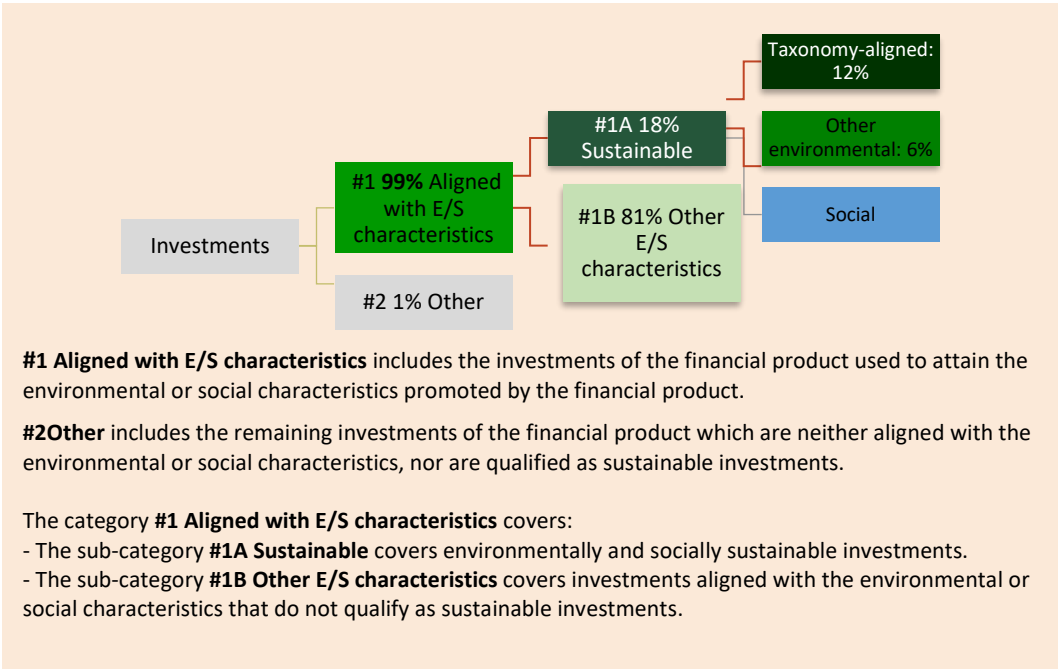 Taxonomy-aligned:
12%
#1A 18%
Sustainable
Other
environmental: 6%
#1 99% Aligned
with E/S
characteristics
#1B 81% Other
E/S
characteristics
Social
Investments
#2 1% Other
#1 Aligned with E/S characteristics includes the investments of the financial product used to attain the
environmental or social characteristics promoted by the financial product.
#2Other includes the remaining investments of the financial product which are neither aligned with the
environmental or social characteristics, nor are qualified as sustainable investments.
The category #1 Aligned with E/S characteristics covers:
- The sub-category #1A Sustainable covers environmentally and socially sustainable investments.
- The sub-category #1B Other E/S characteristics covers investments aligned with the environmental or
social characteristics that do not qualify as sustainable investments.